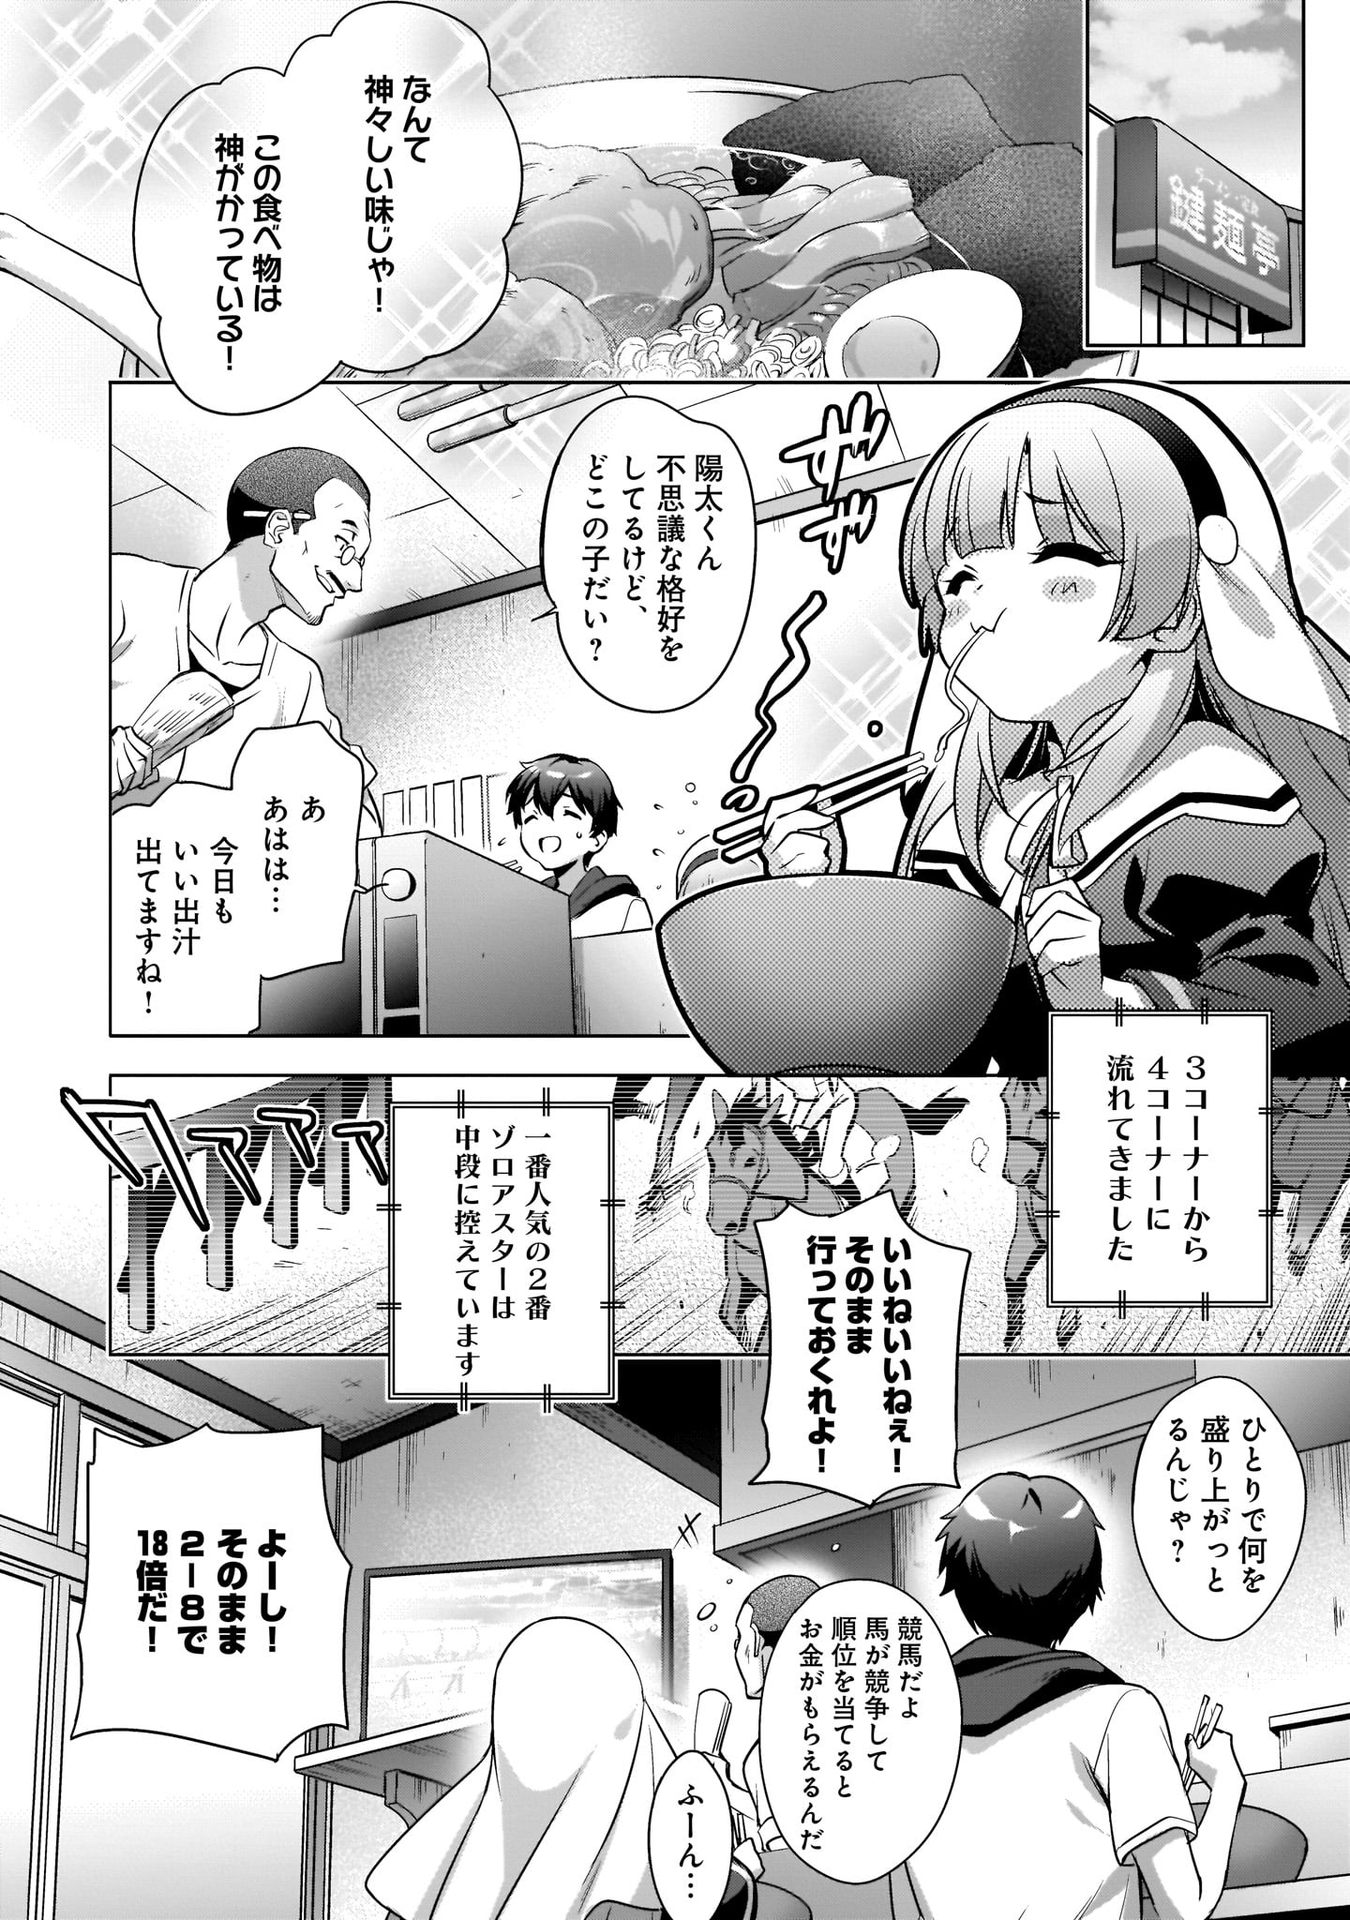 鍵麺亭
なんて
神々しい味じゃ！
この食べ物は
神がかっている！
ザザ
陽太くん
不思議な格好を
してるけど、
どこの子だい？
あ
あはは…
今日も
いい出汁
出てますね！
３コーナーから
４コーナーに
流れてきました
一番人気の２番
ゾロアスターは
中段に控えています
ワァァァァ
いいねいいねぇ！
そのまま
行っておくれよ！
ひとりで何を
盛り上がっと
るんじゃ？
競馬だよ
馬が競争して
順位を当てると
お金がもらえるんだ
ふーん…
よーし！
そのまま
２ー８で
18倍だ！